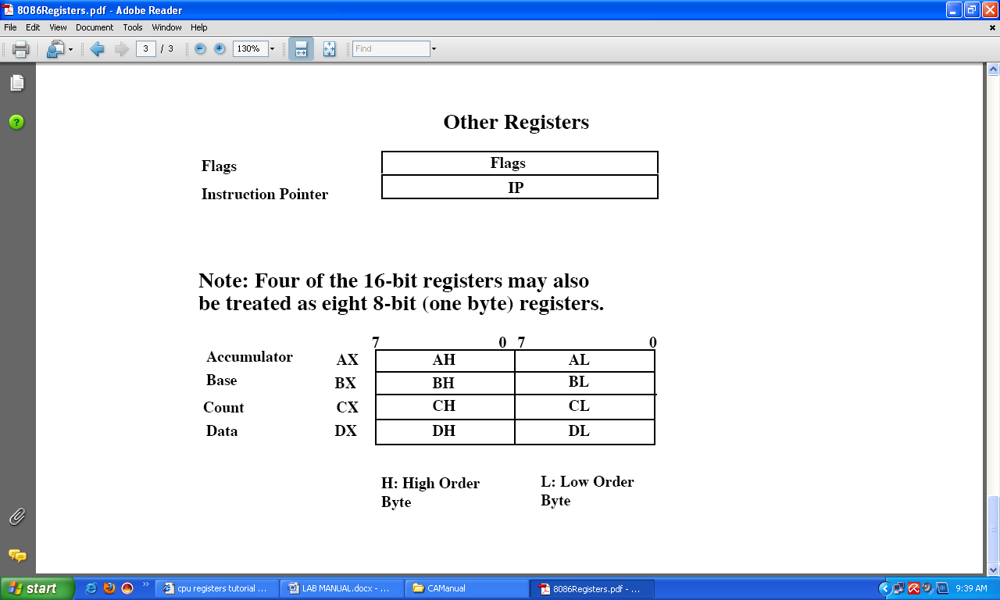 8086Registers.pdf - Adobe Reader
File Edit View Document Tools Window Help
3 / 3 130% Find
Other Registers
Flags Flags
Instruction Pointer IP
Note: Four of the 16-bit registers may also
be treated as eight 8-bit (one byte) registers.
7 0 7 0
Accumulator AX AH AL
Base BX BH BL
Count CX CH CL
Data DX DH DL
H: High Order L: Low Order
Byte Byte
start cpu registers tutorial ... LAB MANUAL.docx - ... CAManual 8086Registers.pdf - ... 9:39 AM